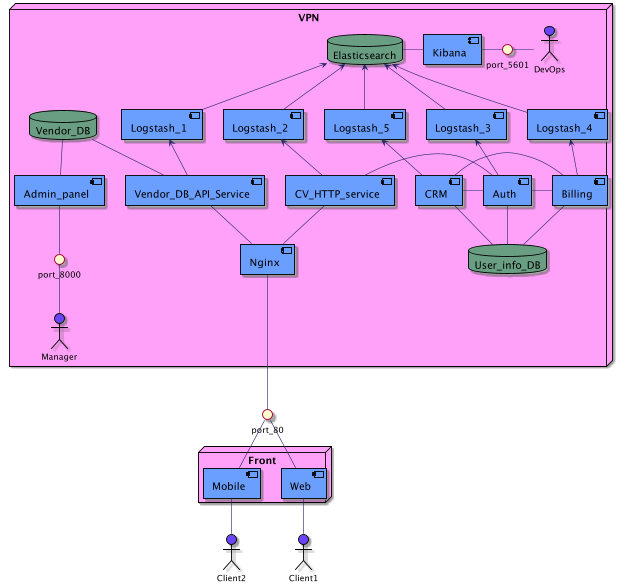 VPN
Elasticsearch
Kibana
port_5601
DevOps
Vendor_DB
Logstash_1
Logstash_2
Logstash_5
Logstash_3
Logstash_4
Admin_panel
Vendor_DB_API_Service
CV_HTTP_service
CRM
Auth
Billing
Nginx
User_info_DB
port_8000
Manager
port_80
Front
Mobile
Web
Client2
Client1